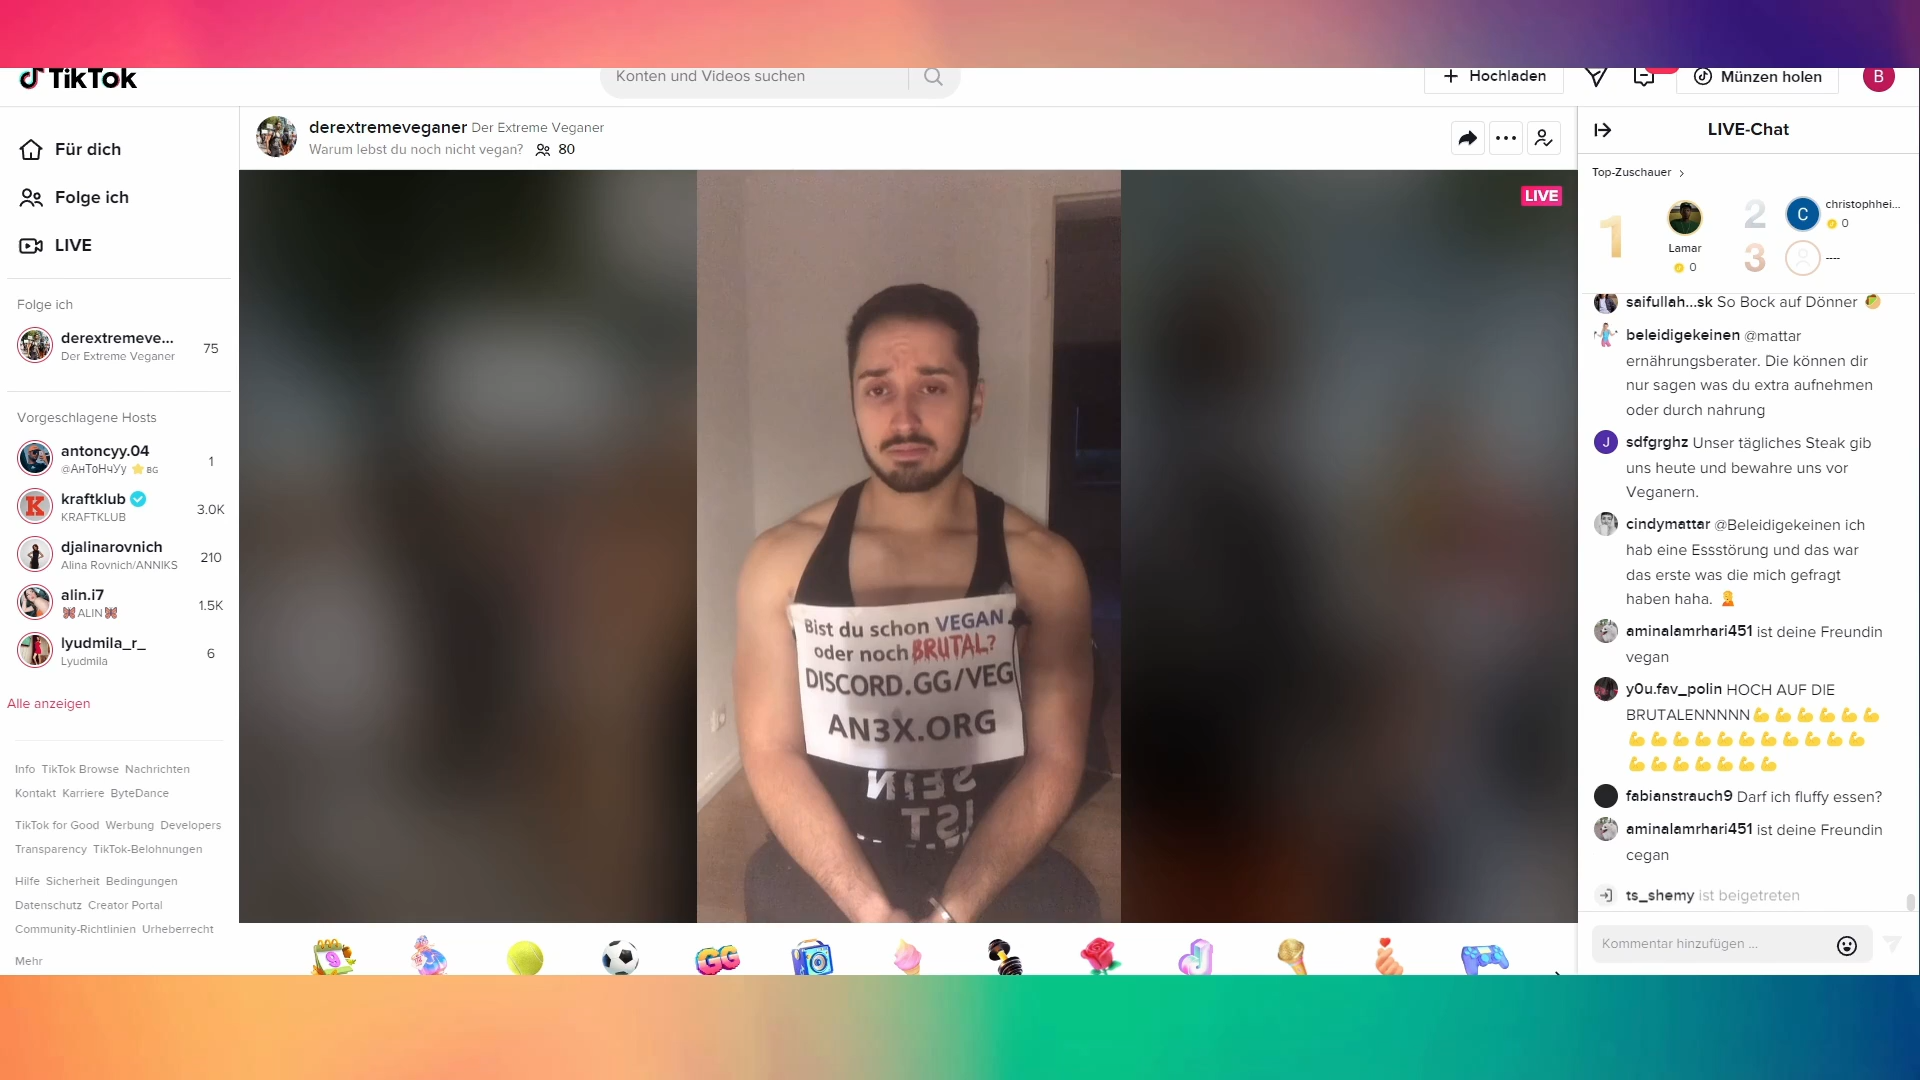 TikTok
Konten und Videos suchen
Hochladen
Münzen holen
B
Für dich
Folge ich
LIVE
Folge ich
derextremeve...
Der Extreme Veganer
75
Vorgeschlagene Hosts
antoncyy.04
@АнТоНчУу ⭐ BG
1
kraftklub
KRAFTKLUB
3.0K
djalinarovnich
Alina Rovnich/ANNIKS
210
alin.i7
🦋ALIN🦋
1.5K
lyudmila_r_
Lyudmila
6
Alle anzeigen
Info TikTok Browse Nachrichten
Kontakt Karriere ByteDance
TikTok for Good Werbung Developers
Transparency TikTok-Belohnungen
Hilfe Sicherheit Bedingungen
Datenschutz Creator Portal
Community-Richtlinien Urheberrecht
Mehr
derextremeveganer Der Extreme Veganer
Warum lebst du noch nicht vegan? 80
LIVE
Bist du schon VEGAN
oder noch BRUTAL?
DISCORD.GG/VEG
AN3X.ORG
SEIN
IST
9
GG
LIVE-Chat
Top-Zuschauer
1
Lamar
0
2
C
christophhei...
0
3
----
saifullah...sk So Bock auf Dönner 🥙
beleidigekeinen @mattar
ernährungsberater. Die können dir
nur sagen was du extra aufnehmen
oder durch nahrung
J
sdfgrghz Unser tägliches Steak gib
uns heute und bewahre uns vor
Veganern.
cindymattar @Beleidigekeinen ich
hab eine Essstörung und das war
das erste was die mich gefragt
haben haha. 🤦
aminalamrhari451 ist deine Freundin
vegan
y0u.fav_polin HOCH AUF DIE
BRUTALENNNNN💪💪💪💪💪💪
💪💪💪💪💪💪💪💪💪💪💪
💪💪💪💪💪💪💪
fabianstrauch9 Darf ich fluffy essen?
aminalamrhari451 ist deine Freundin
cegan
ts_shemy ist beigetreten
Kommentar hinzufügen ...